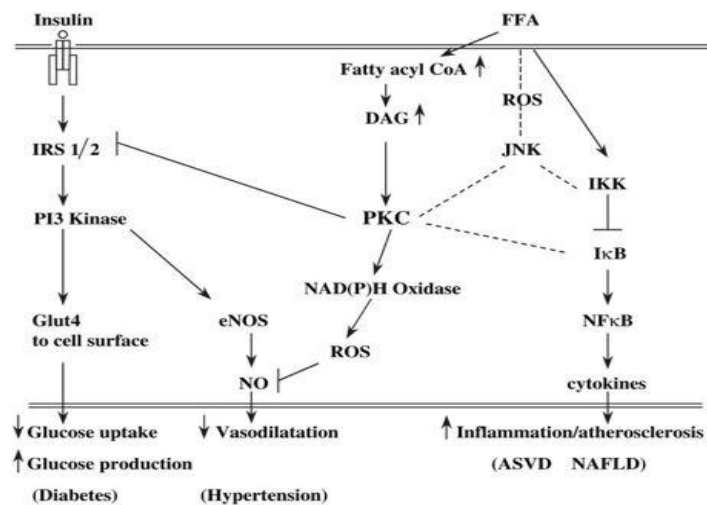 Insulin
FFA
Fatty acyl CoA
ROS
DAG
IRS 1/2
JNK
IKK
PI3 Kinase
PKC
IκB
NAD(P)H Oxidase
Glut4
to cell surface
eNOS
NFκB
ROS
NO
cytokines
Glucose uptake
Vasodilatation
Inflammation/atherosclerosis
Glucose production
(ASVD NAFLD)
(Diabetes)
(Hypertension)